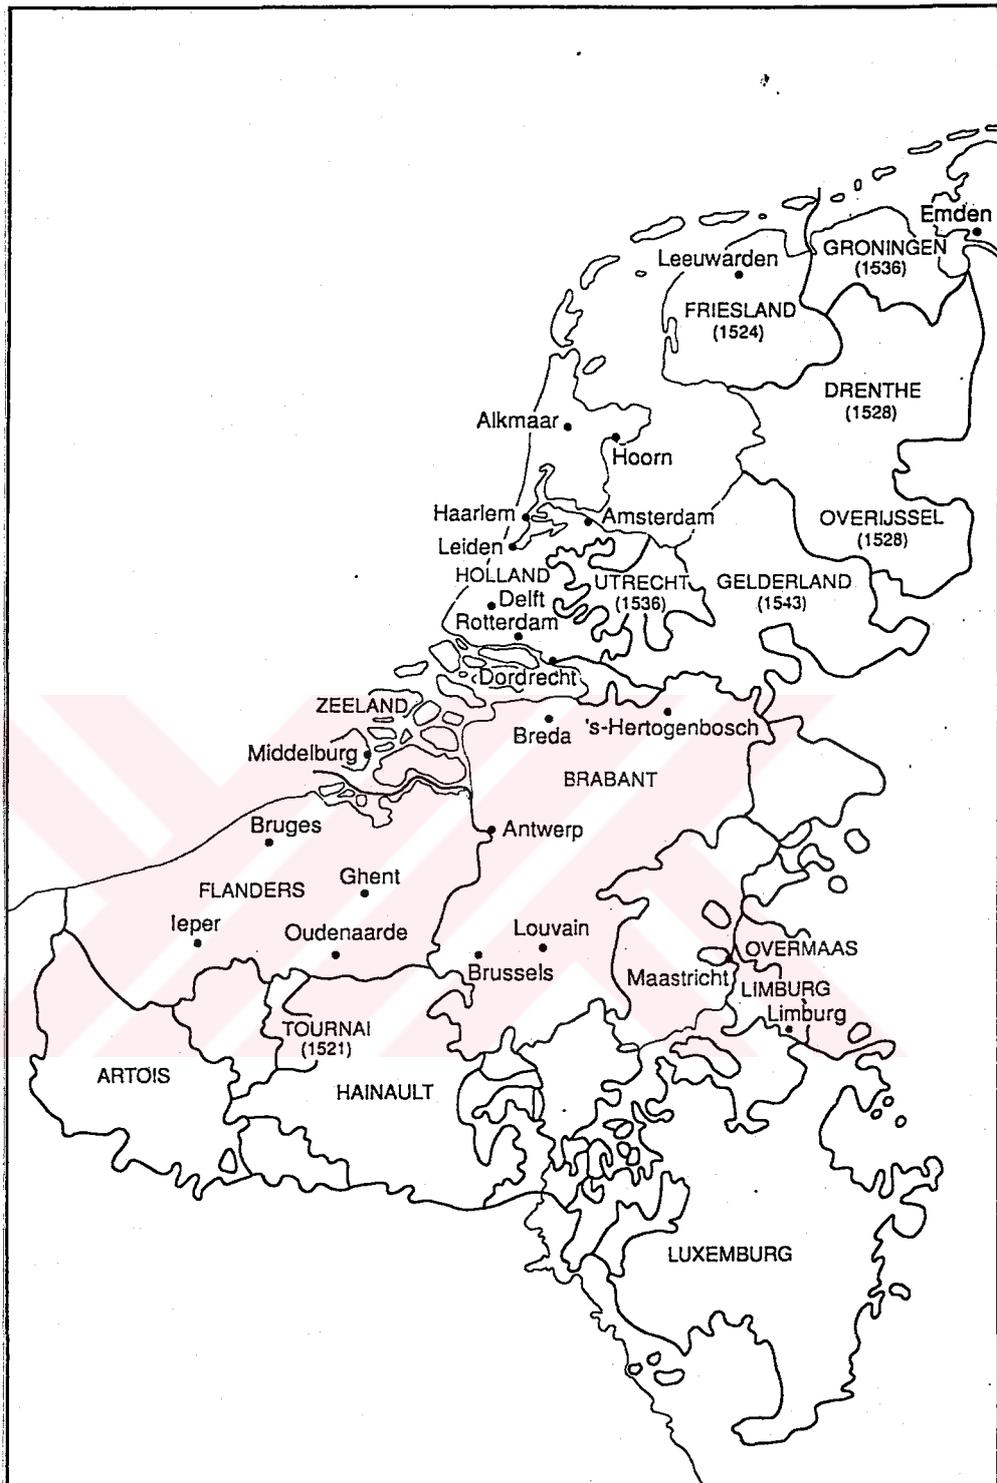 Emden
GRONINGEN
(1536)
Leeuwarden
FRIESLAND
(1524)
DRENTHE
(1528)
Alkmaar
Hoorn
Haarlem
Amsterdam
OVERIJSSEL
(1528)
Leiden
HOLLAND
UTRECHT
(1536)
GELDERLAND
(1543)
Delft
Rotterdam
Dordrecht
ZEELAND
Breda
's-Hertogenbosch
Middelburg
BRABANT
Bruges
Antwerp
Ghent
FLANDERS
Ieper
Oudenaarde
Louvain
Brussels
OVERMAAS
Maastricht
LIMBURG
Limburg
TOURNAI
(1521)
ARTOIS
HAINAULT
LUXEMBURG